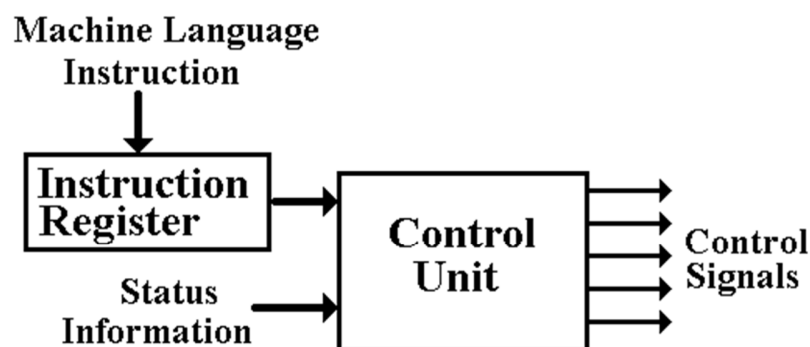 Machine Language
Instruction
Instruction
Register
Control
Unit
Status
Information
Control
Signals